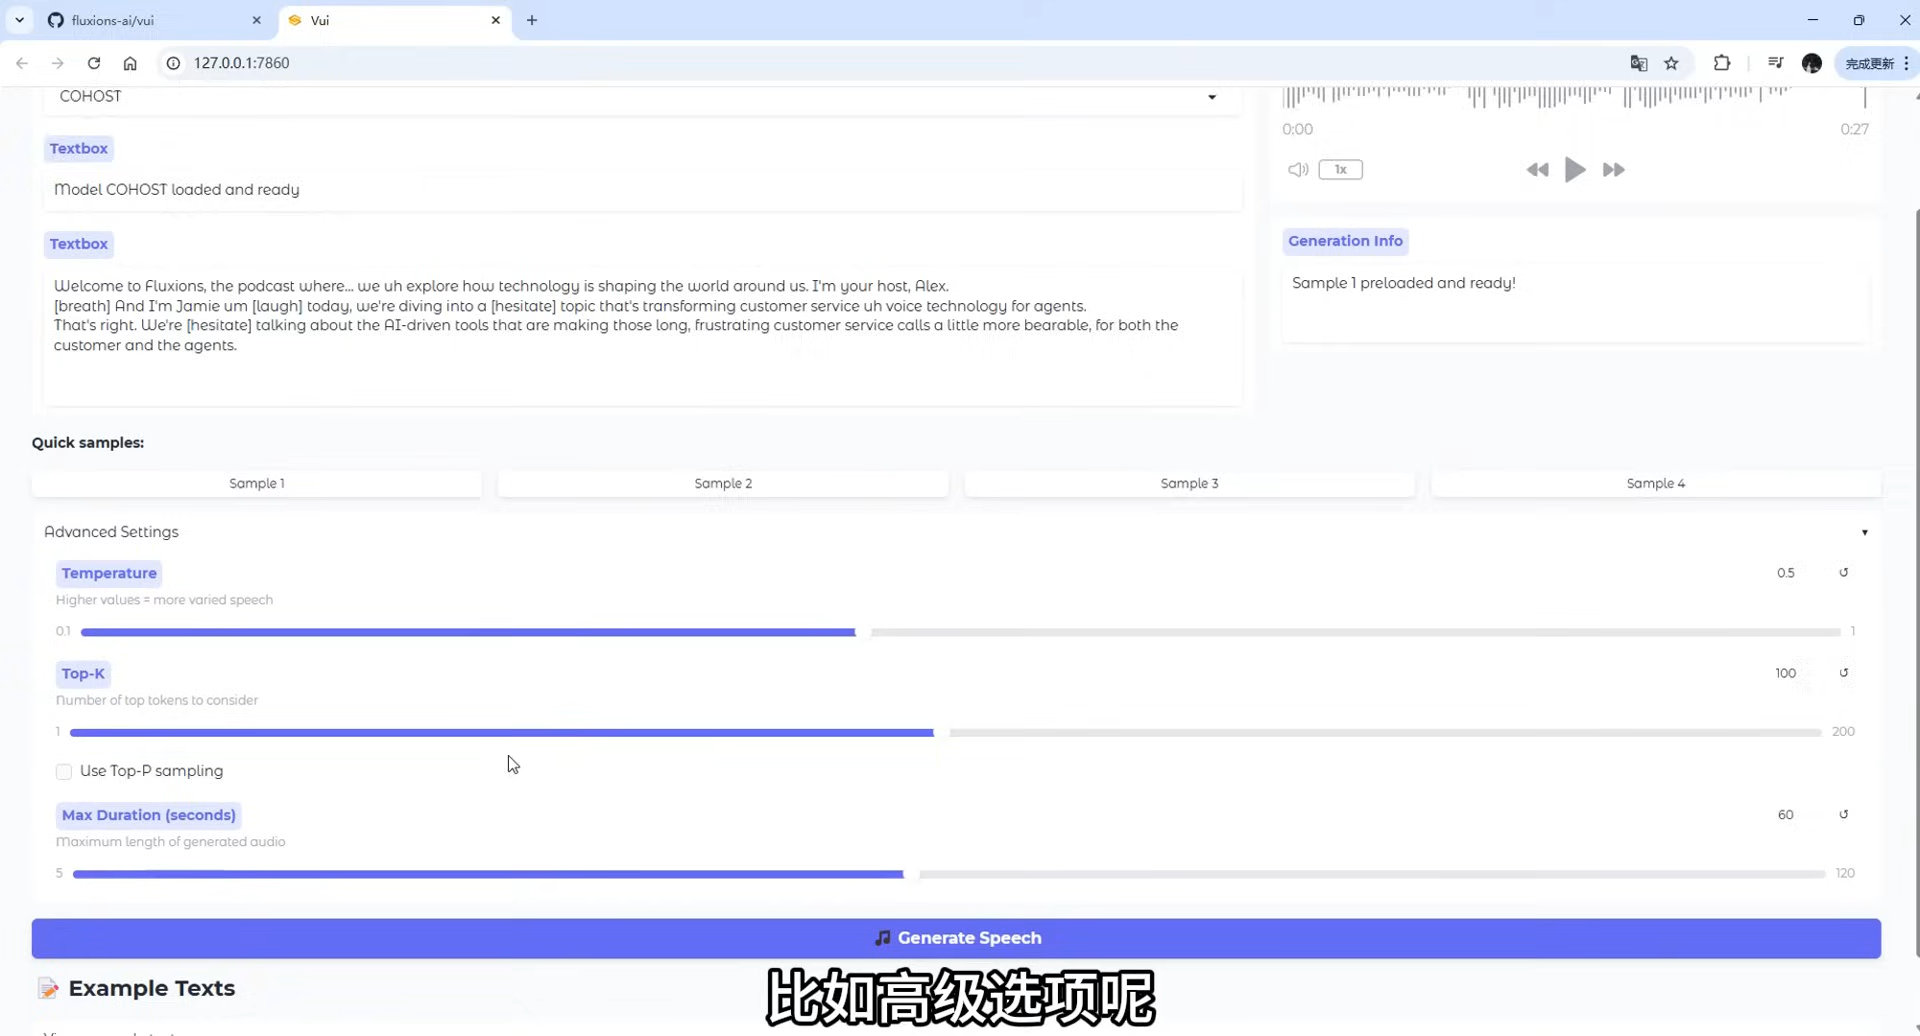 fluxions-ai/vui
Vui
127.0.0.1:7860
完成更新
COHOST
0:00
0:27
Textbox
1x
Model COHOST loaded and ready
Textbox
Generation Info
Welcome to Fluxions, the podcast where... we uh explore how technology is shaping the world around us. I'm your host, Alex.
[breath] And I'm Jamie um [laugh] today, we're diving into a [hesitate] topic that's transforming customer service uh voice technology for agents.
That's right. We're [hesitate] talking about the AI-driven tools that are making those long, frustrating customer service calls a little more bearable, for both the
customer and the agents.
Sample 1 preloaded and ready!
Quick samples:
Sample 1
Sample 2
Sample 3
Sample 4
Advanced Settings
Temperature
0.5
Higher values = more varied speech
0.1
1
Top-K
100
Number of top tokens to consider
1
200
Use Top-P sampling
Max Duration (seconds)
60
Maximum length of generated audio
5
120
Generate Speech
Example Texts
比如高级选项呢